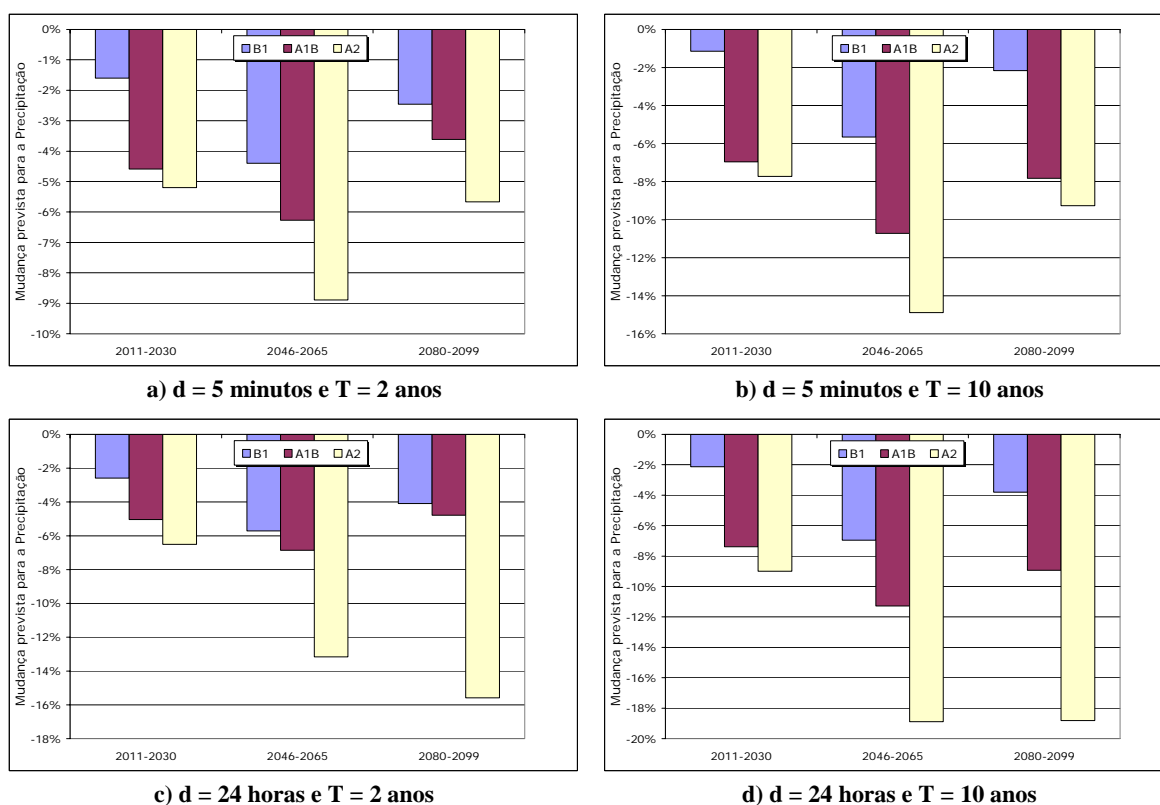 Mudança prevista para a Precipitação
0%
-1%
-2%
-3%
-4%
-5%
-6%
-7%
-8%
-9%
-10%
B1 A1B A2
2011-2030 2046-2065 2080-2099
a) d = 5 minutos e T = 2 anos
Mudança prevista para a Precipitação
0%
-2%
-4%
-6%
-8%
-10%
-12%
-14%
-16%
B1 A1B A2
2011-2030 2046-2065 2080-2099
b) d = 5 minutos e T = 10 anos
Mudança prevista para a Precipitação
0%
-2%
-4%
-6%
-8%
-10%
-12%
-14%
-16%
-18%
B1 A1B A2
2011-2030 2046-2065 2080-2099
c) d = 24 horas e T = 2 anos
Mudança prevista para a Precipitação
0%
-2%
-4%
-6%
-8%
-10%
-12%
-14%
-16%
-18%
-20%
B1 A1B A2
2011-2030 2046-2065 2080-2099
d) d = 24 horas e T = 10 anos